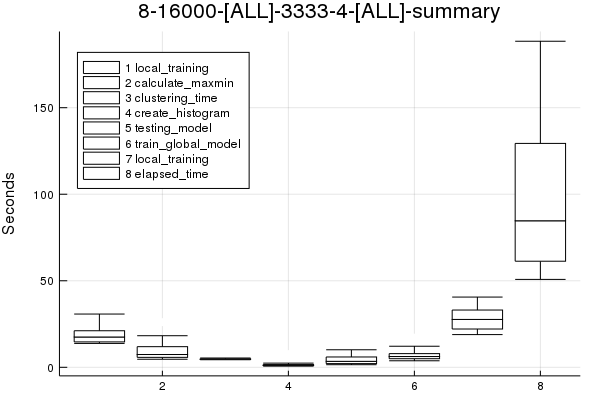 8-16000-[ALL]-3333-4-[ALL]-summary
1 local_training
2 calculate_maxmin
3 clustering_time
4 create_histogram
5 testing_model
6 train_global_model
7 local_training
8 elapsed_time
Seconds
150
100
50
0
2 4 6 8